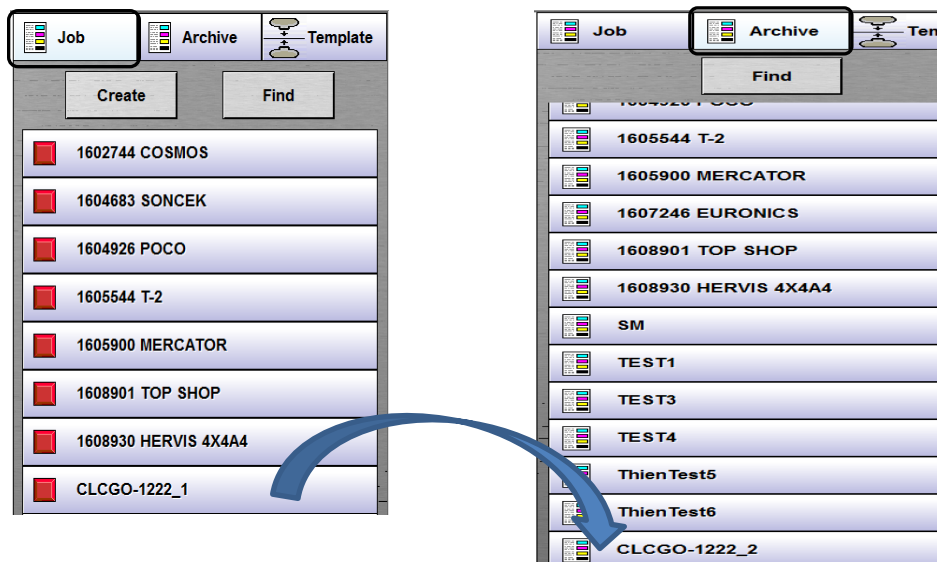 Job
Archive
Template
Create
Find
1602744 COSMOS
1604683 SONCEK
1604926 POCO
1605544 T-2
1605900 MERCATOR
1608901 TOP SHOP
1608930 HERVIS 4X4A4
CLCGO-1222_1
Job
Archive
Tem
Find
1605544 T-2
1605900 MERCATOR
1607246 EURONICS
1608901 TOP SHOP
1608930 HERVIS 4X4A4
SM
TEST1
TEST3
TEST4
ThienTest5
ThienTest6
CLCGO-1222_2